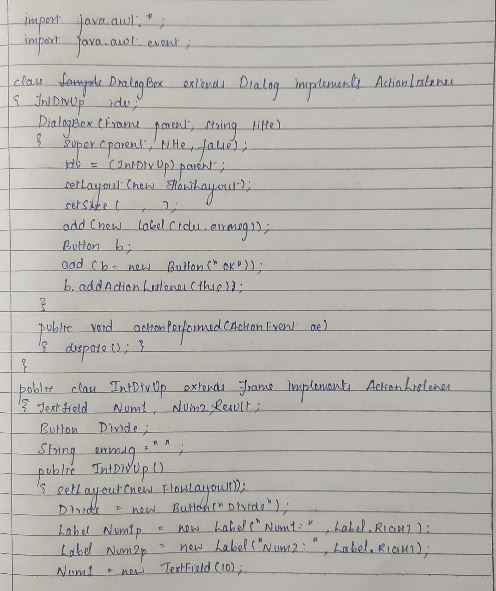 import java.awt.*;
import java.awt.event;
class DialogBox extends Dialog implements ActionListener
{ IntDivUp idu;
DialogBox (Frame parent, String title)
{ super (parent, title, false);
idu = (IntDivUp) parent;
setLayout (new FlowLayout);
setSize ( , );
add (new Label (idu.errmsg));
Button b;
add (b = new Button ("OK"));
b.addActionListener (this);
}
public void actionPerformed (ActionEvent ae)
{ dispose (); }
}
public class IntDivUp extends Frame implements ActionListener
{ TextField Num1, Num2, Result;
Button Divide;
String errmsg = " ";
public IntDivUp ()
{ setLayout (new FlowLayout());
Divide = new Button ("Divide");
Label Num1p = new Label ("Num1:", Label.RIGHT);
Label Num2p = new Label ("Num2:", Label.RIGHT);
Num1 = new TextField (10);